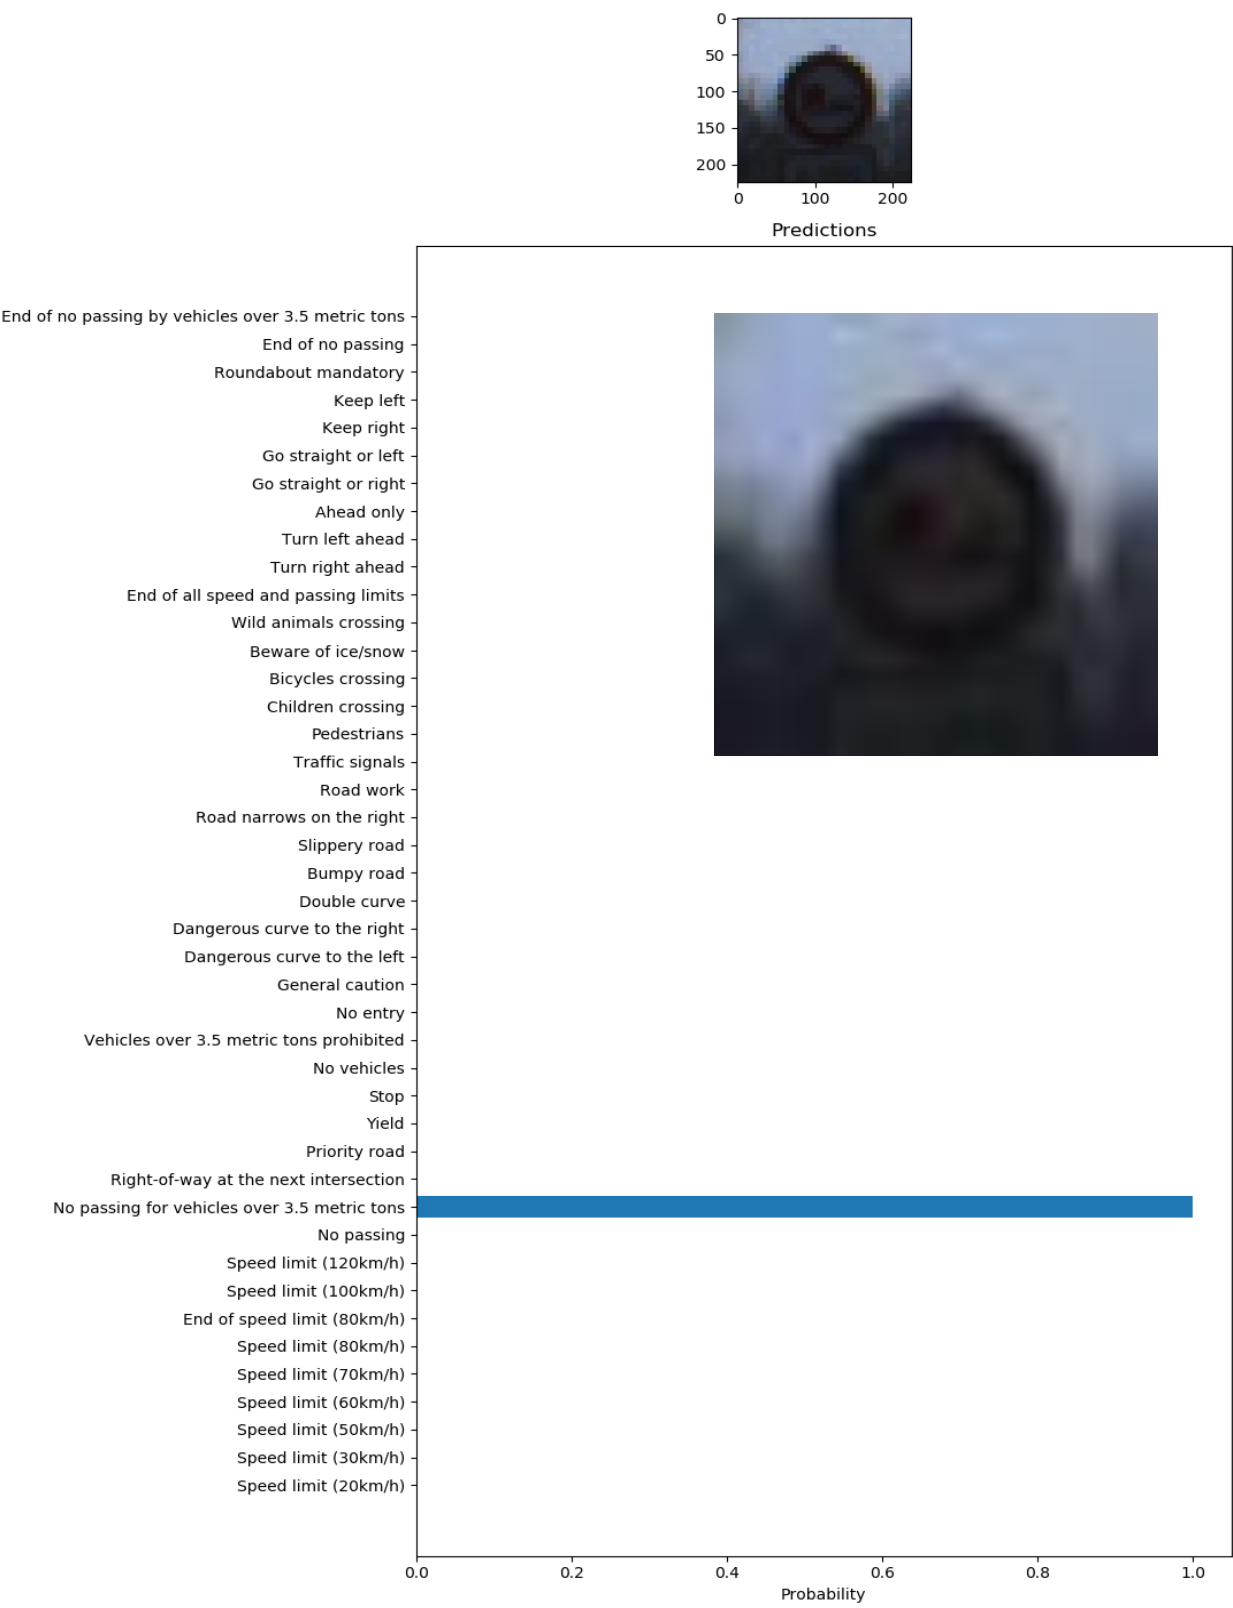 0
50
100
150
200
0 100 200
Predictions
End of no passing by vehicles over 3.5 metric tons
End of no passing
Roundabout mandatory
Keep left
Keep right
Go straight or left
Go straight or right
Ahead only
Turn left ahead
Turn right ahead
End of all speed and passing limits
Wild animals crossing
Beware of ice/snow
Bicycles crossing
Children crossing
Pedestrians
Traffic signals
Road work
Road narrows on the right
Slippery road
Bumpy road
Double curve
Dangerous curve to the right
Dangerous curve to the left
General caution
No entry
Vehicles over 3.5 metric tons prohibited
No vehicles
Stop
Yield
Priority road
Right-of-way at the next intersection
No passing for vehicles over 3.5 metric tons
No passing
Speed limit (120km/h)
Speed limit (100km/h)
End of speed limit (80km/h)
Speed limit (80km/h)
Speed limit (70km/h)
Speed limit (60km/h)
Speed limit (50km/h)
Speed limit (30km/h)
Speed limit (20km/h)
0.0 0.2 0.4 0.6 0.8 1.0
Probability